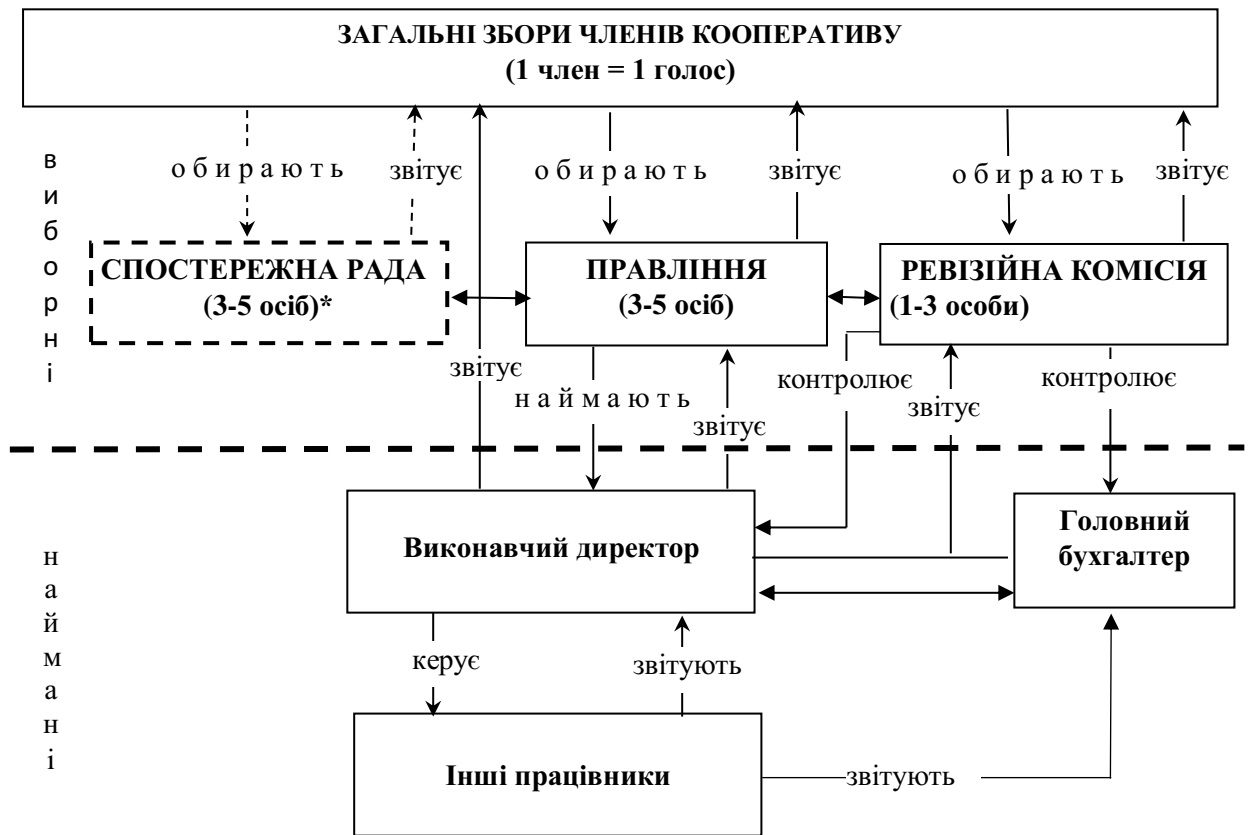 ЗАГАЛЬНІ ЗБОРИ ЧЛЕНІВ КООПЕРАТИВУ
(1 член = 1 голос)
в и б о р н і
о б и р а ю т ь
звітує
о б и р а ю т ь
звітує
о б и р а ю т ь
звітує
СПОСТЕРЕЖНА РАДА
(3-5 осіб)*
ПРАВЛІННЯ
(3-5 осіб)
РЕВІЗІЙНА КОМІСІЯ
(1-3 особи)
звітує
н а й м а ю т ь
звітує
контролює
звітує
контролює
н а й м а н і
Виконавчий директор
Головний
бухгалтер
керує
звітують
Інші працівники
звітують